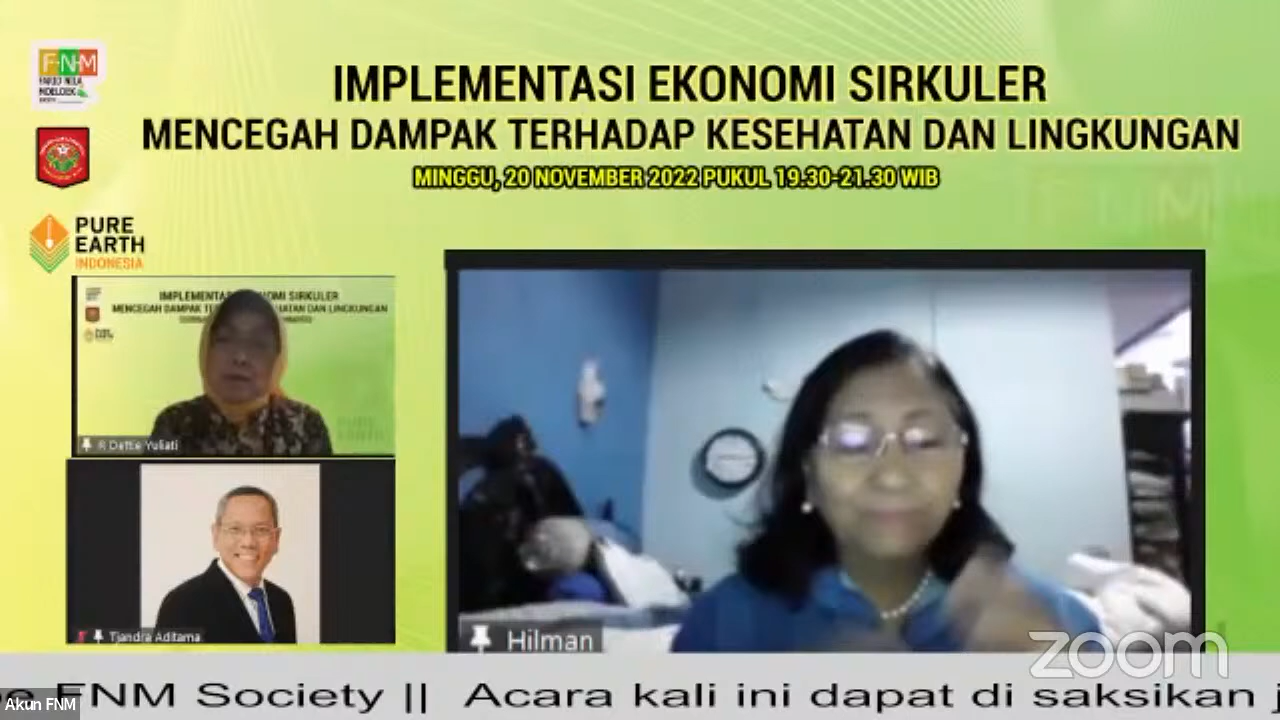 F-N-M
IMPLEMENTASI EKONOMI SIRKULER
MENCEGAH DAMPAK TERHADAP KESEHATAN DAN LINGKUNGAN
MINGGU, 20 NOVEMBER 2022 PUKUL 19.30-21.30 WIB
PURE
EARTH
INDONESIA
R Dettie Yuliati
Tjandra Aditama
Hilman
zoom
FNM Society || Acara kali ini dapat di saksikan j
Akun FNM